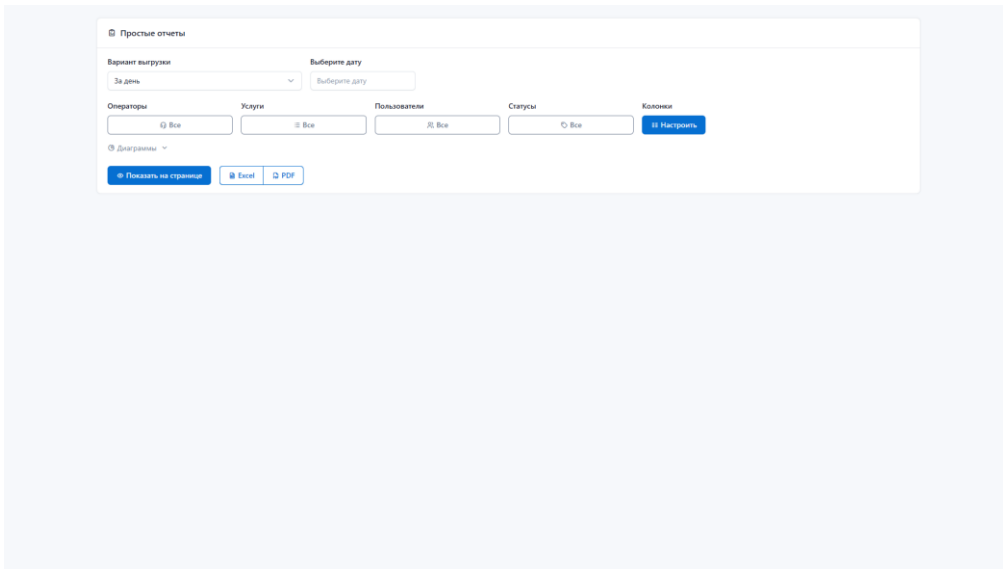 Простые отчеты
Вариант выгрузки Выберите дату
За день Выберите дату
Операторы Услуги Пользователи Статусы Колонки
Все Все Все Все Настроить
Диаграммы
Показать на странице Excel PDF